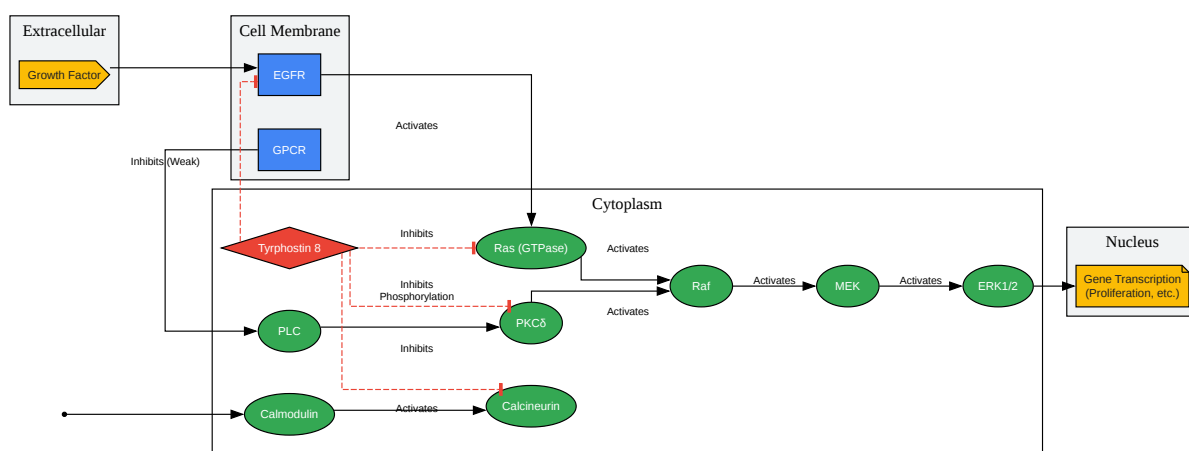 Extracellular
Cell Membrane
Growth Factor
EGFR
Activates
GPCR
Inhibits (Weak)
Cytoplasm
Tyrphostin 8
Inhibits
Ras (GTPase)
Activates
Nucleus
Inhibits
Phosphorylation
Raf
Activates
MEK
Activates
ERK1/2
Gene Transcription
(Proliferation, etc.)
PLC
PKCδ
Activates
Inhibits
Calmodulin
Activates
Calcineurin